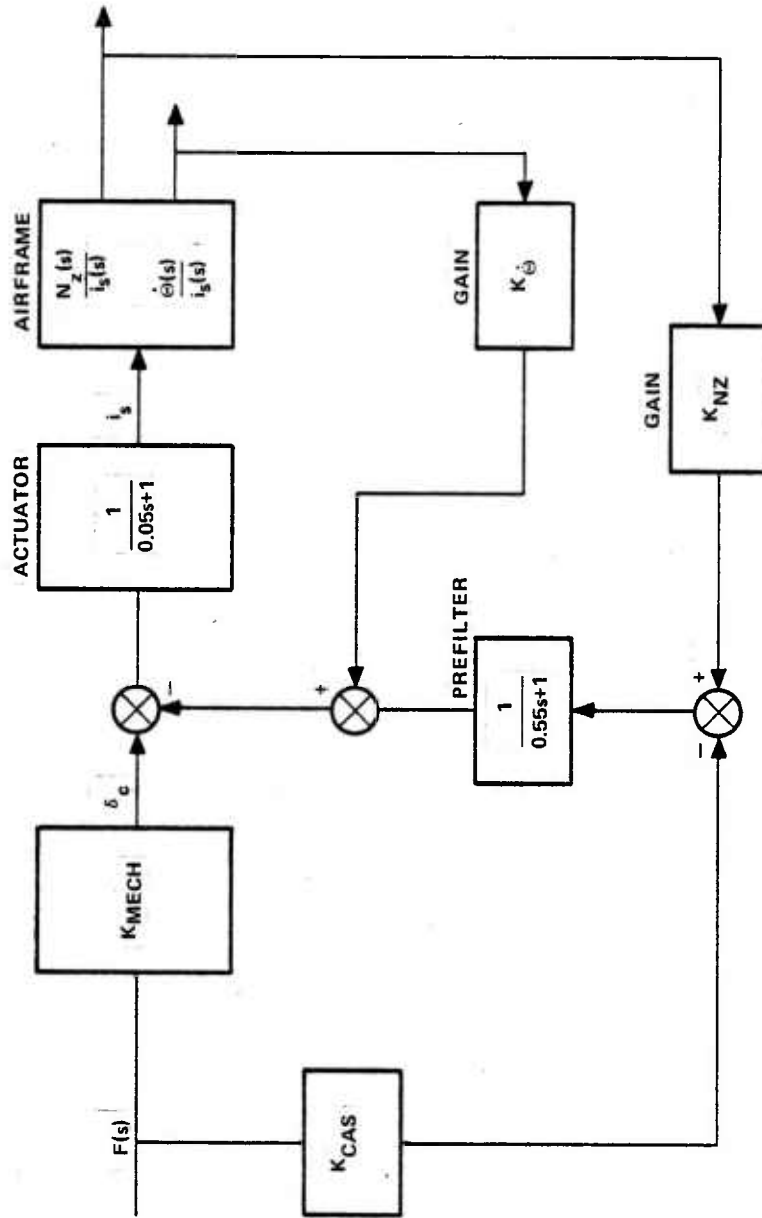 F(s)
K_MECH
δ_c
−
ACTUATOR
1
0.05s+1
i_s
AIRFRAME
N_z(s)
i_s(s)
Θ̇(s)
i_s(s)
K_CAS
+
GAIN
K_Θ̇
PREFILTER
1
0.55s+1
−
+
GAIN
K_NZ